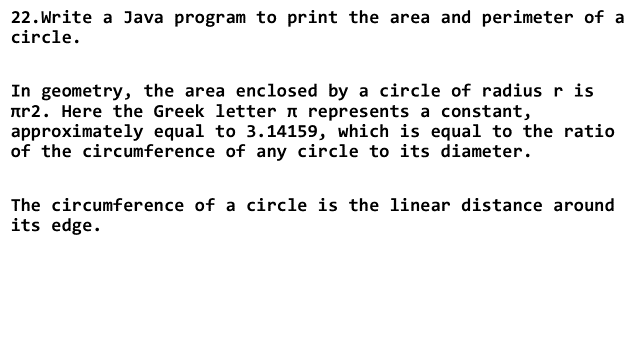 22.Write a Java program to print the area and perimeter of a
circle.
In geometry, the area enclosed by a circle of radius r is
πr2. Here the Greek letter π represents a constant,
approximately equal to 3.14159, which is equal to the ratio
of the circumference of any circle to its diameter.
The circumference of a circle is the linear distance around
its edge.